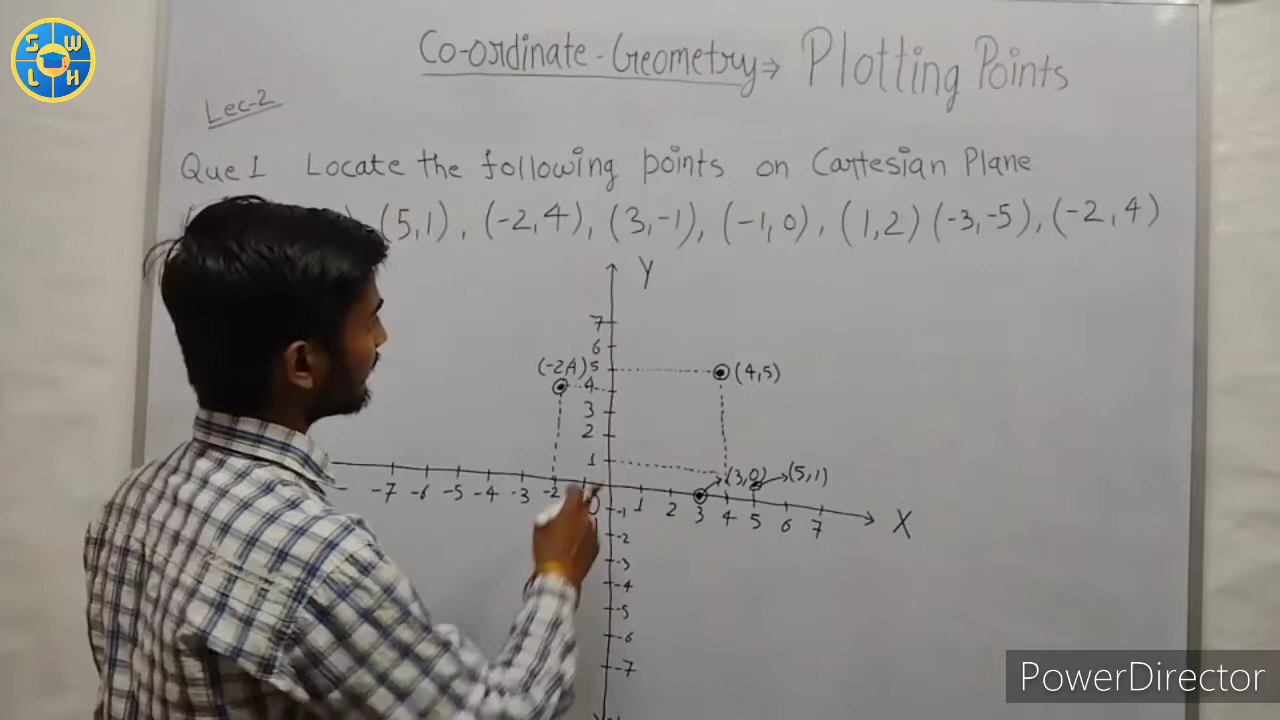 S W
L H
Co-ordinate-Geometry⇒ Plotting Points
Lec-2
Que 1 Locate the following points on Cartesian Plane
), (5,1), (-2,4), (3,-1), (-1,0), (1,2) (-3,-5), (-2,4)
Y
7
6
(-2,4) 5 (4,5)
4
3
2
1
(3,0) (5,1)
-7 -6 -5 -4 -3 -2 0 1 2 3 4 5 6 7 X
-1
-2
-3
-4
-5
-6
-7
PowerDirector